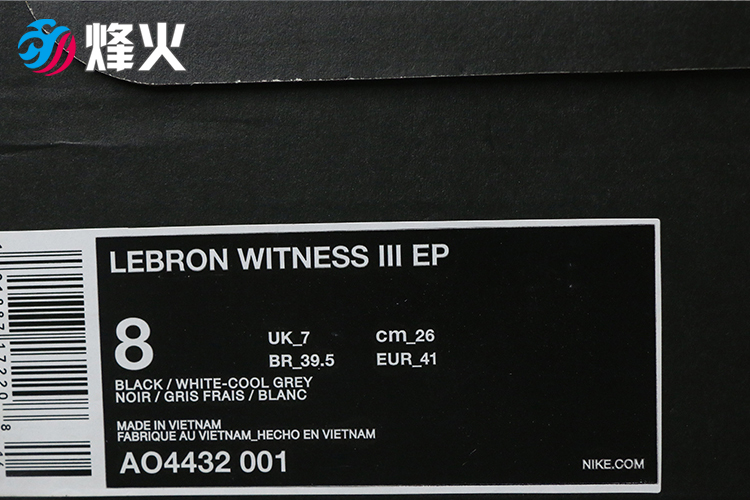 烽火
LEBRON WITNESS III EP
8
UK_7 cm_26
BR_39.5 EUR_41
BLACK / WHITE-COOL GREY
NOIR / GRIS FRAIS / BLANC
MADE IN VIETNAM
FABRIQUE AU VIETNAM_HECHO EN VIETNAM
AO4432 001
NIKE.COM